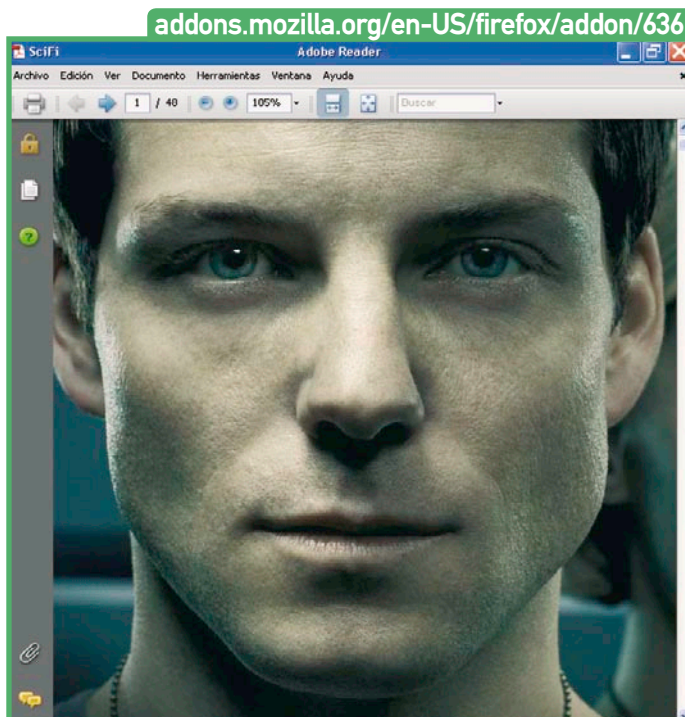 addons.mozilla.org/en-US/firefox/addon/636
SciFi Adobe Reader
Archivo Edición Ver Documento Herramientas Ventana Ayuda
1 / 40 105% Buscar